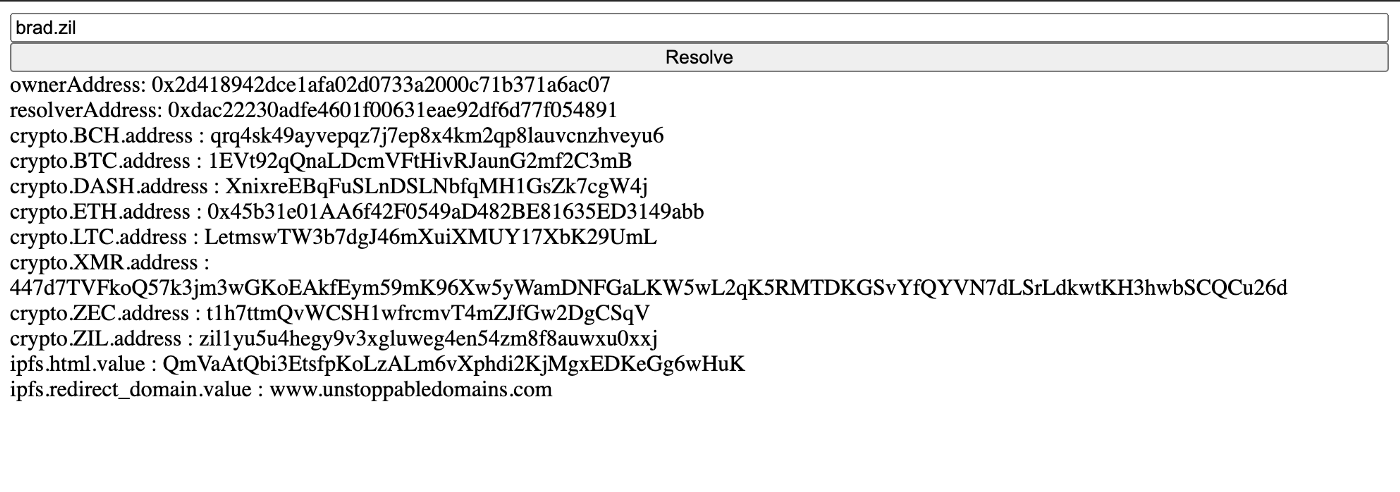 brad.zil
Resolve
ownerAddress: 0x2d418942dce1afa02d0733a2000c71b371a6ac07
resolverAddress: 0xdac22230adfe4601f00631eae92df6d77f054891
crypto.BCH.address : qrq4sk49ayvepqz7j7ep8x4km2qp8lauvcnzhveyu6
crypto.BTC.address : 1EVt92qQnaLDcmVFtHivRJaunG2mf2C3mB
crypto.DASH.address : XnixreEBqFuSLnDSLNbfqMH1GsZk7cgW4j
crypto.ETH.address : 0x45b31e01AA6f42F0549aD482BE81635ED3149abb
crypto.LTC.address : LetmswTW3b7dgJ46mXuiXMUY17XbK29UmL
crypto.XMR.address :
447d7TVFkoQ57k3jm3wGKoEAkfEym59mK96Xw5yWamDNFGaLKW5wL2qK5RMTDKGSvYfQYVN7dLSrLdkwtKH3hwbSCQCu26d
crypto.ZEC.address : t1h7ttmQvWCSH1wfrcmvT4mZJfGw2DgCSqV
crypto.ZIL.address : zil1yu5u4hegy9v3xgluweg4en54zm8f8auwxu0xxj
ipfs.html.value : QmVaAtQbi3EtsfpKoLzALm6vXphdi2KjMgxEDKeGg6wHuK
ipfs.redirect_domain.value : www.unstoppabledomains.com